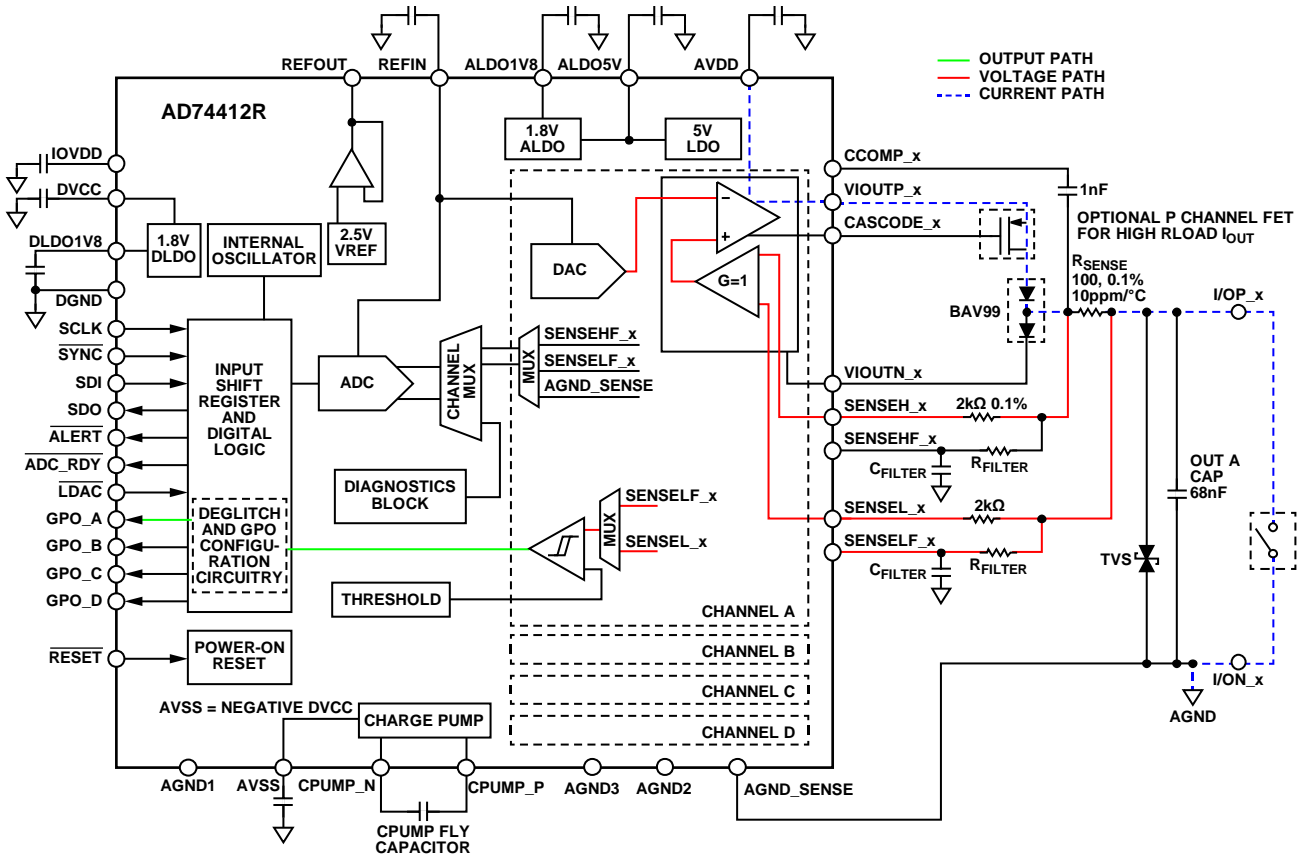 REFOUT
REFIN
ALDO1V8
ALDO5V
AVDD
OUTPUT PATH
VOLTAGE PATH
CURRENT PATH
AD74412R
IOVDD
DVCC
DLDO1V8
DGND
SCLK
SYNC
SDI
SDO
ALERT
ADC_RDY
LDAC
GPO_A
GPO_B
GPO_C
GPO_D
RESET
1.8V
DLDO
INTERNAL
OSCILLATOR
2.5V
VREF
1.8V
ALDO
5V
LDO
INPUT
SHIFT
REGISTER
AND
DIGITAL
LOGIC
DEGLITCH
AND GPO
CONFIGU-
RATION
CIRCUITRY
POWER-ON
RESET
ADC
CHANNEL
MUX
MUX
SENSEHF_x
SENSELF_x
AGND_SENSE
DAC
G=1
−
+
DIAGNOSTICS
BLOCK
THRESHOLD
MUX
SENSELF_x
SENSEL_x
CHANNEL A
CHANNEL B
CHANNEL C
CHANNEL D
AVSS = NEGATIVE DVCC
CHARGE PUMP
AGND1
AVSS
CPUMP_N
CPUMP_P
AGND3
AGND2
AGND_SENSE
CPUMP FLY
CAPACITOR
CCOMP_x
VIOUTP_x
CASCODE_x
VIOUTN_x
SENSEH_x
SENSEHF_x
SENSEL_x
SENSELF_x
1nF
OPTIONAL P CHANNEL FET
FOR HIGH RLOAD IOUT
RSENSE
100, 0.1%
10ppm/°C
BAV99
2kΩ 0.1%
CFILTER
RFILTER
2kΩ
CFILTER
RFILTER
TVS
OUT A
CAP
68nF
I/OP_x
I/ON_x
AGND